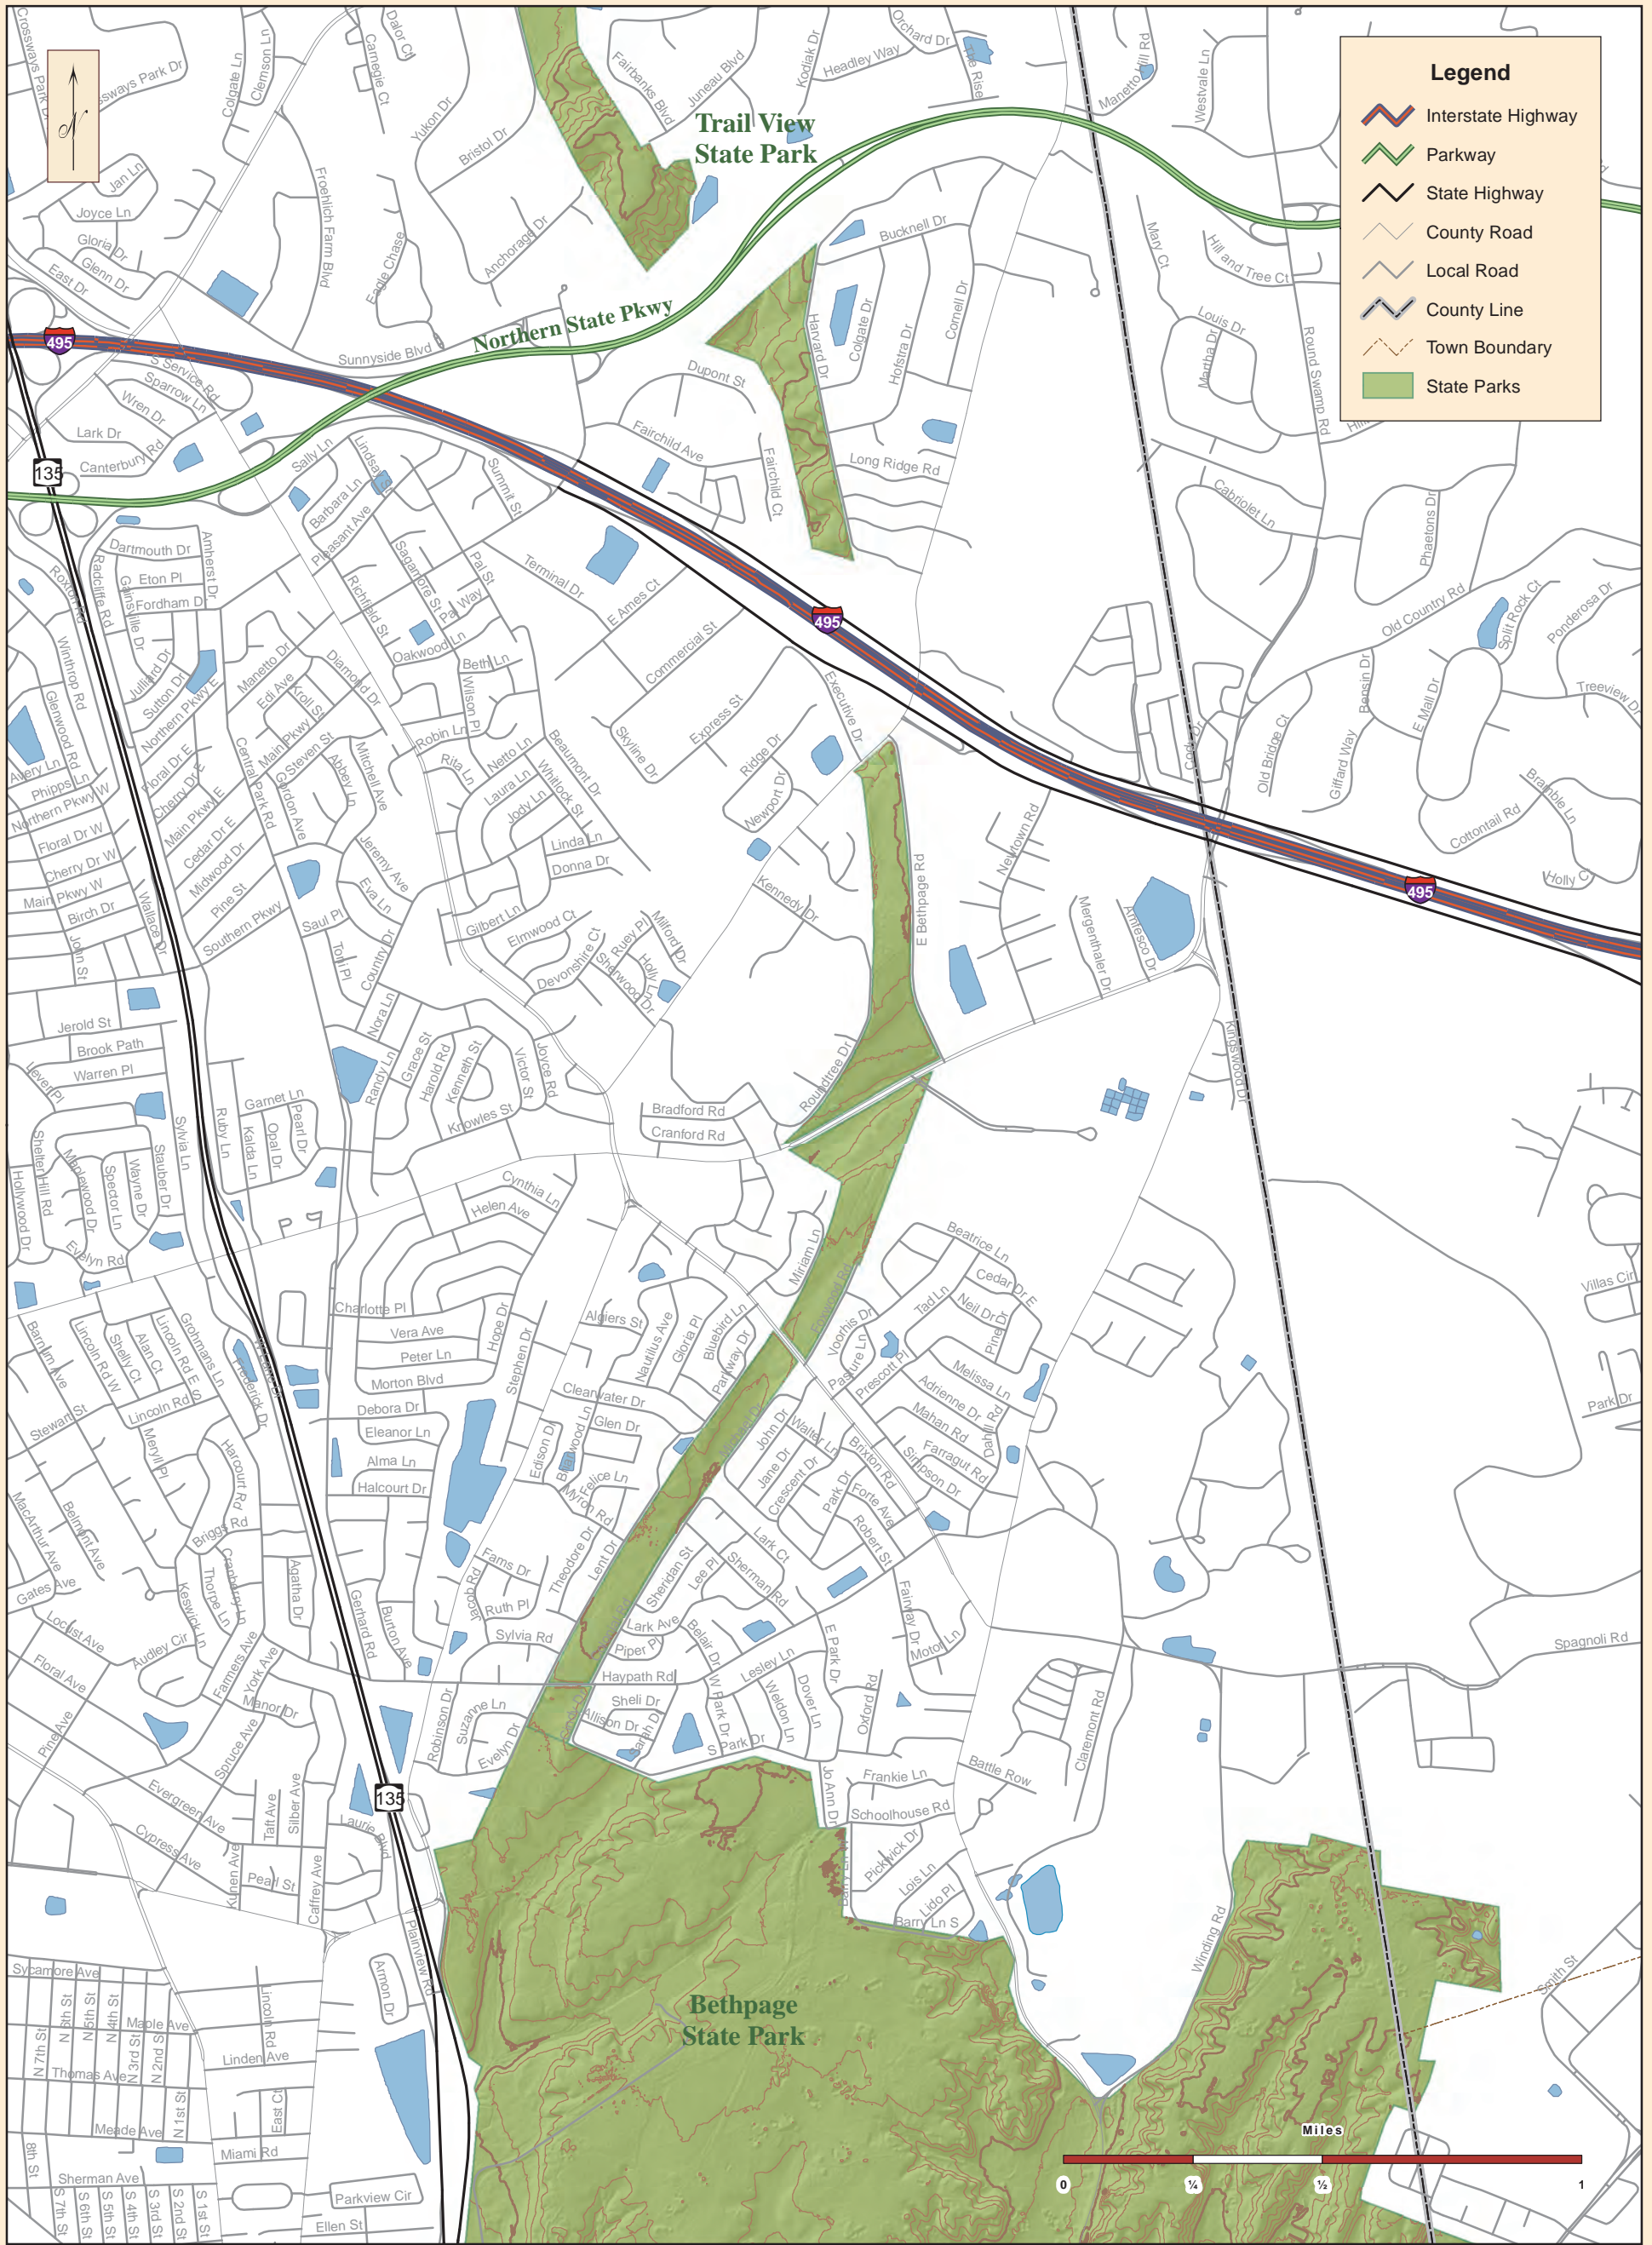 Legend
Interstate Highway
Parkway
State Highway
County Road
Local Road
County Line
Town Boundary
State Parks
N
Crossways Park Dr
Colgate Ln
Clemson Ln
Carnegie Ct
Dalor Ct
Yukon Dr
Bristol Dr
Fairbanks Blvd
Juneau Blvd
Kodiak Dr
Headley Way
Orchard Dr
The Rise
Manetto Hill Rd
Westvale Ln
Trail View
State Park
Jan Ln
Joyce Ln
Gloria Dr
Glenn Dr
East Dr
Froehlich Farm Blvd
Eagle Chase
Anchorage Dr
Bucknell Dr
Mary Ct
Hill and Tree Ct
Northern State Pkwy
Harvard Dr
Colgate Dr
Hofstra Dr
Cornell Dr
Louis Dr
Martha Dr
Round Swamp Rd
495
Sunnyside Blvd
S Service Rd
Sparrow Ln
Wren Dr
Lark Dr
Canterbury Rd
Dupont St
Fairchild Ave
Fairchild Ct
Long Ridge Rd
135
Sally Ln
Lindsay Ln
Barbara Ln
Pleasant Ave
Summit St
Cabriolet Ln
Phaetons Dr
Dartmouth Dr
Amherst Dr
Eton Pl
Fordham Dr
Radcliffe Rd
Gainsville Dr
Roxton Rd
Richfield St
Sagamore St
Pal St
Pal Way
Terminal Dr
E Ames Ct
Commercial St
495
Old Country Rd
Split Rock Ct
Ponderosa Dr
Winthrop Rd
Glenwood Rd
Julliard Dr
Sutton Dr
Northern Pkwy E
Manetto Dr
Edi Ave
Kroll St
Diamond Dr
Oakwood Ln
Beth Ln
Wilson Pl
Executive Dr
Express St
Skyline Dr
Ridge Dr
Newport Dr
Bensin Dr
E Mall Dr
Treeview Dr
Avery Ln
Phipps Ln
Northern Pkwy W
Floral Dr E
Cherry Dr E
Main Pkwy E
Main Pkwy
Central Park Rd
Steven St
Gordon Ave
Abbey Ln
Mitchell Ave
Robin Ln
Rita Ln
Netto Ln
Laura Ln
Jody Ln
Whitlock St
Beaumont Dr
Old Bridge Ct
Giffard Way
Bramble Ln
Cottontail Rd
Holly Ct
Floral Dr W
Cherry Dr W
Main Pkwy W
Birch Dr
John St
Wallace Dr
Cedar Dr E
Midwood Dr
Pine St
Southern Pkwy
Jeremy Ave
Eva Ln
Saul Pl
Toni Pl
Country Dr
Linda Ln
Donna Dr
Kennedy Dr
E Bethpage Rd
Newtown Rd
Mergenthaler Dr
Ametsco Dr
495
Gilbert Ln
Elmwood Ct
Devonshire Ct
Ruey Pl
Sherwood Dr
Holly Ln
Milford Dr
Jerold St
Brook Path
Warren Pl
Lever Pl
Nora Ln
Randy Ln
Grace St
Harold Rd
Kenneth St
Victor St
Joyce Rd
Knowles St
Roundtree Dr
Kingswood Dr
Bradford Rd
Cranford Rd
Garnet Ln
Ruby Ln
Kalda Ln
Opal Dr
Pearl Dr
Sylvia Ln
Shelter Hill Rd
Hollywood Dr
Maplewood Dr
Spector Ln
Wayne Dr
Stauber Dr
Evelyn Rd
Cynthia Ln
Helen Ave
Miriam Ln
Foxwood Rd
Beatrice Ln
Cedar Dr E
Tad Ln
Neil Dr
Pine Dr
Villas Cir
Charlotte Pl
Vera Ave
Peter Ln
Morton Blvd
Hope Dr
Stephen Dr
Algiers St
Nautilus Ave
Gloria Pl
Bluebird Ln
Parkway Dr
Voorhis Dr
Pasture Ln
Prescott Pl
Melissa Ln
Adrienne Dr
Mahan Rd
Dahill Rd
Farragut Rd
Simpson Dr
Park Dr
Barnum Ave
Lincoln Rd W
Shelly Ct
Alan Ct
Lincoln Rd E
Grohmans Ln
Lincoln Rd S
Frederick Dr
Stewart St
Meryll Pl
Harcourt Rd
Debora Dr
Eleanor Ln
Alma Ln
Halcourt Dr
Clearwater Dr
Glen Dr
Edison Dr
Briarwood Ln
Felice Ln
Myron Rd
John Dr
Walter Ln
Jane Dr
Crescent Dr
Brixton Rd
Park Dr
Forte Ave
Robert St
MacArthur Ave
Belmont Ave
Briggs Rd
Cranberry Ln
Thorpe Ln
Keswick Ln
Agatha Dr
Gates Ave
Locust Ave
Floral Ave
Audley Cir
Farmers Ave
York Ave
Manor Dr
Gerhard Rd
Burton Ave
Fams Dr
Jacob Rd
Ruth Pl
Sylvia Rd
Theodore Dr
Lent Dr
Sheridan St
Lee Pl
Lark Ct
Sherman Rd
Lark Ave
Piper Pl
Belair Dr
Haypath Rd
Lesley Ln
E Park Dr
Fairway Dr
Motor Ln
Spagnoli Rd
Pine Ave
Spruce Ave
Evergreen Ave
Cypress Ave
Taft Ave
Silber Ave
Laurie Blvd
135
Robinson Dr
Suzanne Ln
Evelyn Dr
Sheli Dr
Allison Dr
Sarah Dr
W Park Dr
Weldon Ln
Dover Ln
Oxford Rd
S Park Dr
Claremont Rd
Battle Row
Jo Ann Dr
Frankie Ln
Schoolhouse Rd
Pickwick Dr
Lois Ln
Lido Pl
Barry Ln S
Kunen Ave
Pearl St
Caffrey Ave
Plainview Rd
Armon Dr
Winding Rd
Smith St
Sycamore Ave
N 7th St
N 6th St
N 5th St
N 4th St
N 3rd St
N 2nd St
N 1st St
Maple Ave
Thomas Ave
Meade Ave
Lincoln Rd
Linden Ave
East Ct
Miami Rd
Bethpage
State Park
8th St
Sherman Ave
S 7th St
S 6th St
S 5th St
S 4th St
S 3rd St
S 2nd St
S 1st St
Parkview Cir
Ellen St
Miles
0 ¼ ½ 1